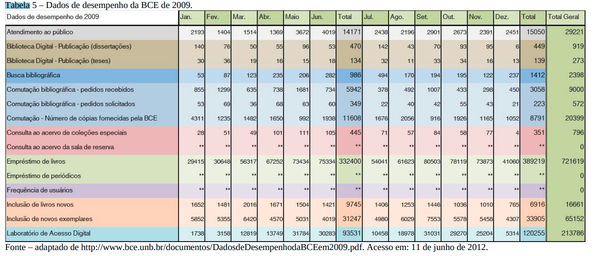 Tabela 5 – Dados de desempenho da BCE de 2009.
Dados de desempenho de 2009 Jan. Fev. Mar. Abr. Maio. Jun. Total Jul. Ago. Set. Out. Nov. Dez. Total Total Geral
Atendimento ao público 2193 1404 1514 1369 3672 4019 14171 2438 2196 2901 2673 2391 2451 15050 29221
Biblioteca Digital - Publicação (dissertações) 140 76 50 55 96 53 470 142 43 70 93 95 6 449 919
Biblioteca Digital - Publicação (teses) 30 36 19 16 15 18 134 32 11 33 34 16 13 139 273
Busca bibliográfica 53 87 123 235 206 282 986 494 170 194 195 122 237 1412 2398
Comutação bibliográfica - pedidos recebidos 855 1299 635 738 1681 734 5942 378 492 1007 433 298 450 3058 9000
Comutação bibliográfica - pedidos solicitados 53 69 36 68 63 60 349 22 40 42 55 43 21 223 572
Comutação - Número de cópias fornecidas pela BCE 4311 1235 1482 1650 992 1938 11608 1676 2056 916 1926 1165 1052 8791 20399
Consulta ao acervo de coleções especiais 28 51 49 101 111 105 445 71 57 84 58 77 4 351 796
Consulta ao acervo da sala de reserva ** ** ** ** ** ** ** ** ** ** ** ** ** ** 0
Empréstimo de livros 29415 30648 56317 67252 73434 75334 332400 54041 61623 80503 78119 73873 41060 389219 721619
Empréstimo de periódicos ** ** ** ** ** ** ** ** ** ** ** ** ** ** 0
Frequência de usuários ** ** ** ** ** ** ** ** ** ** ** ** ** ** 0
Inclusão de livros novos 1652 1481 2016 1671 1504 1421 9745 1406 1253 1446 1036 1010 765 6916 16661
Inclusão de novos exemplares 5852 5355 6420 4570 5031 4019 31247 4980 6029 7553 5578 5458 4307 33905 65152
Laboratório de Acesso Digital 1738 3158 12819 13749 31784 30283 93531 10458 18978 31031 29270 25204 5314 120255 213786
Fonte – adaptado de http://www.bce.unb.br/documentos/DadosdeDesempenhodaBCEem2009.pdf. Acesso em: 11 de junho de 2012.